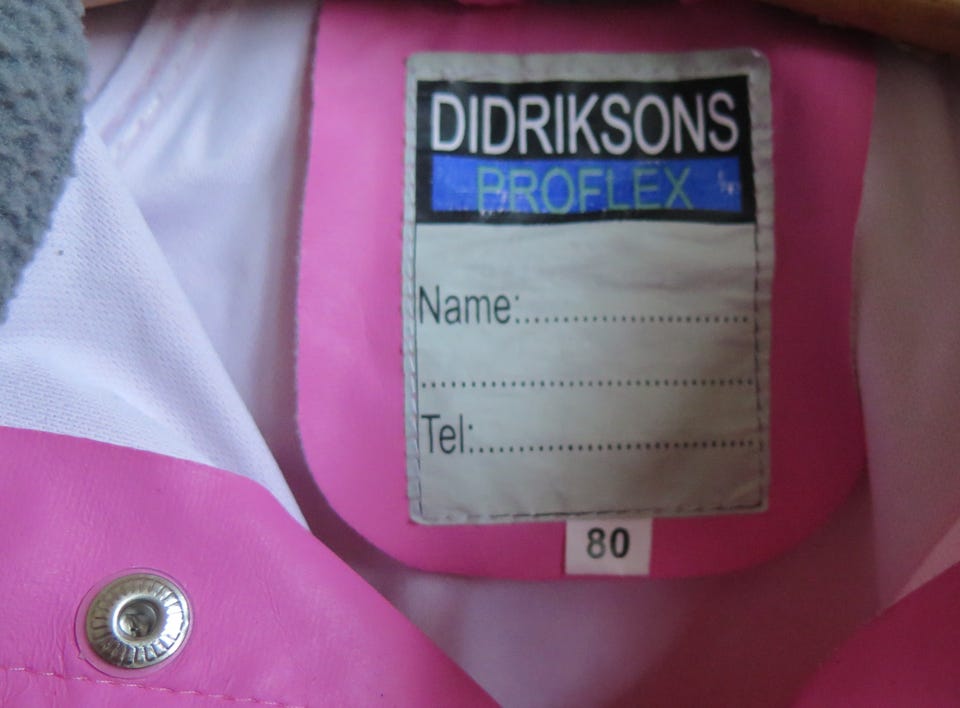 DIDRIKSONS
PROFLEX
Name:........................
..............................
Tel:..........................
80